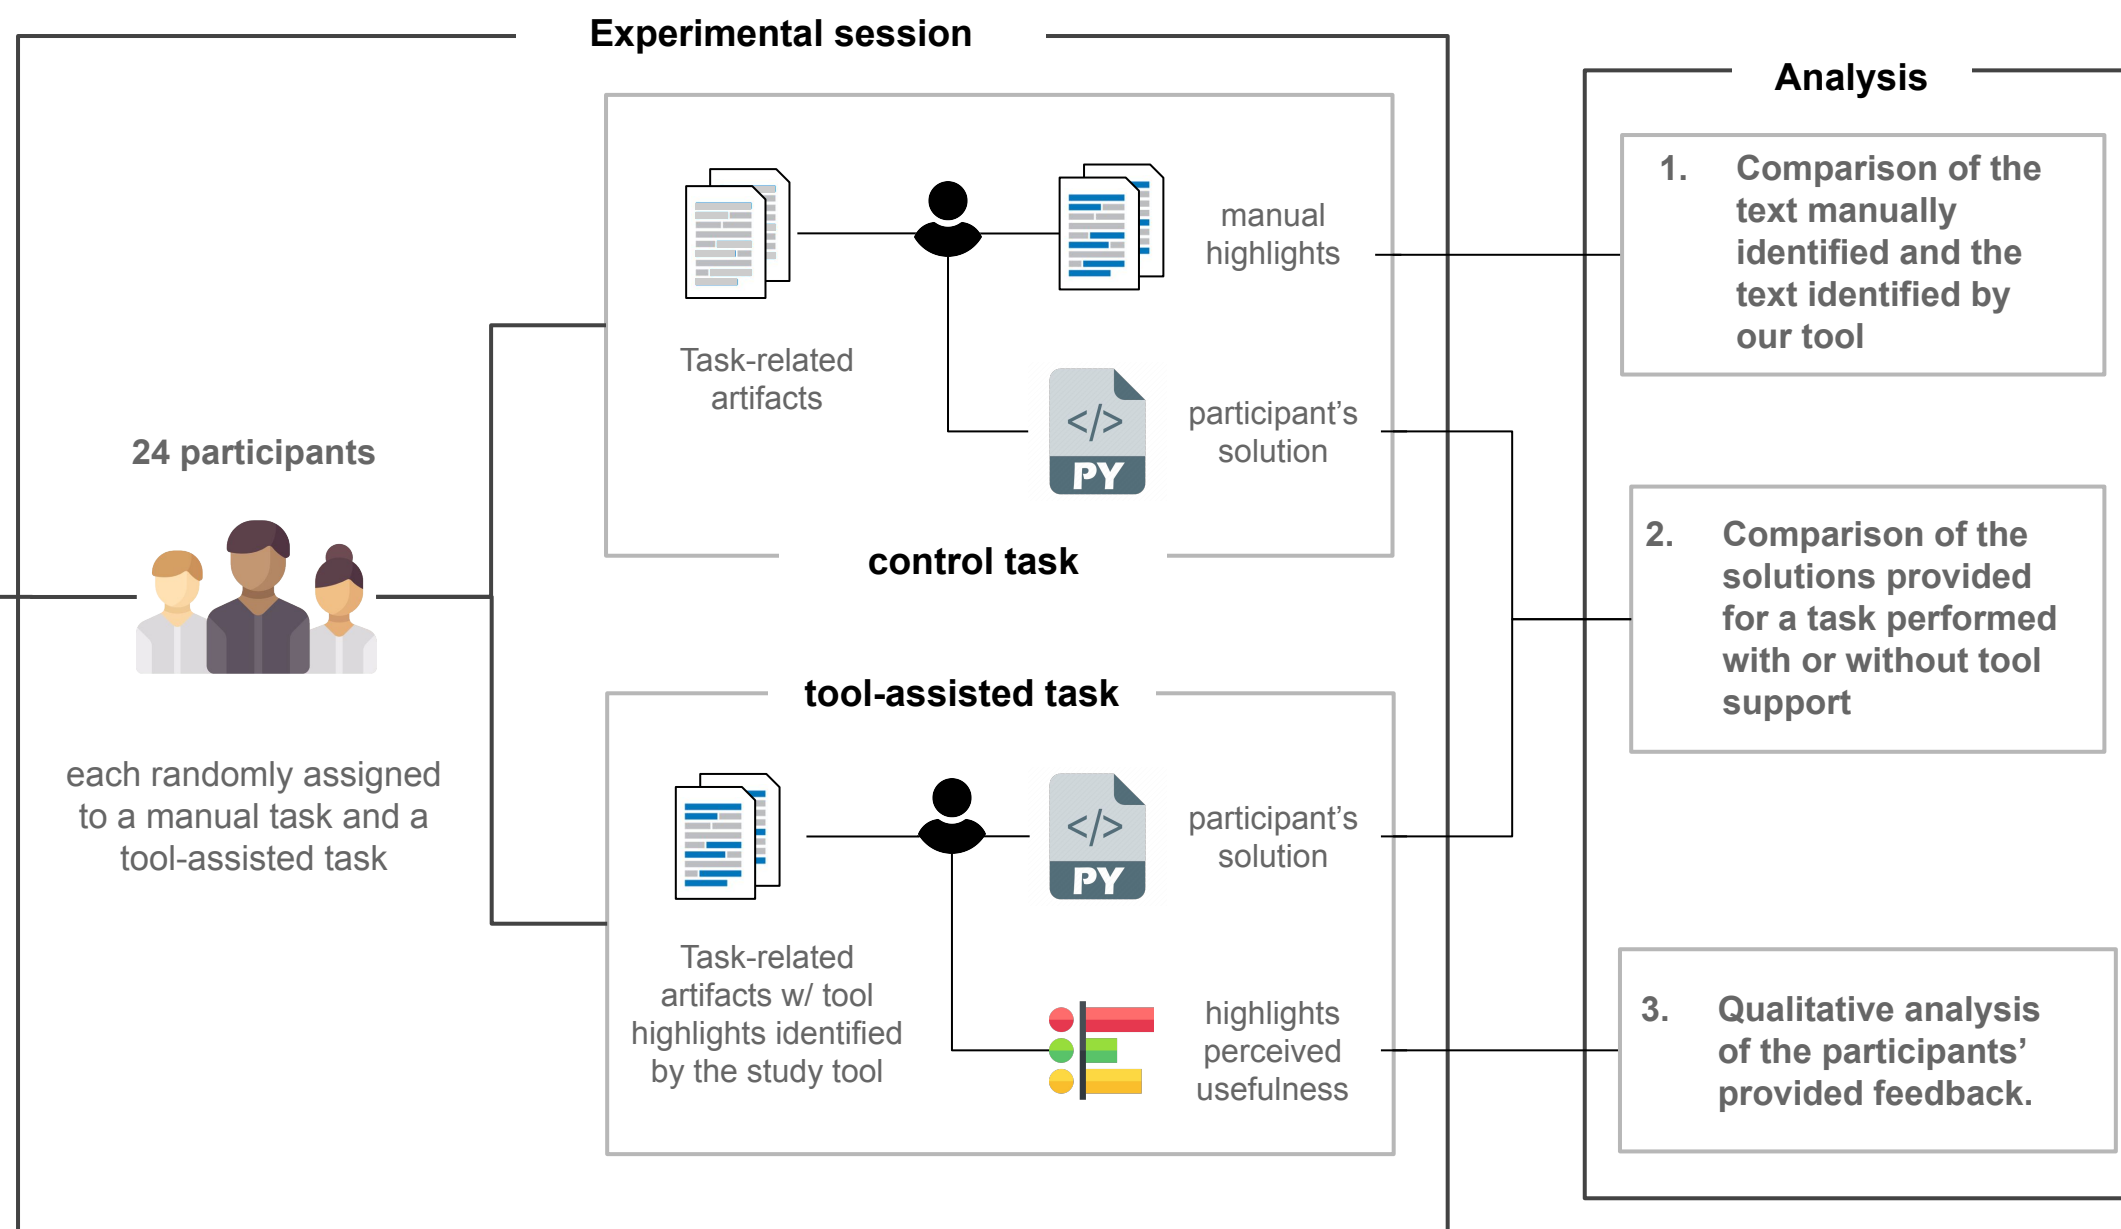 Experimental session
24 participants
each randomly assigned
to a manual task and a
tool-assisted task
Task-related
artifacts
manual
highlights
</>
PY
participant's
solution
control task
tool-assisted task
Task-related
artifacts w/ tool
highlights identified
by the study tool
</>
PY
participant's
solution
highlights
perceived
usefulness
Analysis
1. Comparison of the
text manually
identified and the
text identified by
our tool
2. Comparison of the
solutions provided
for a task performed
with or without tool
support
3. Qualitative analysis
of the participants'
provided feedback.